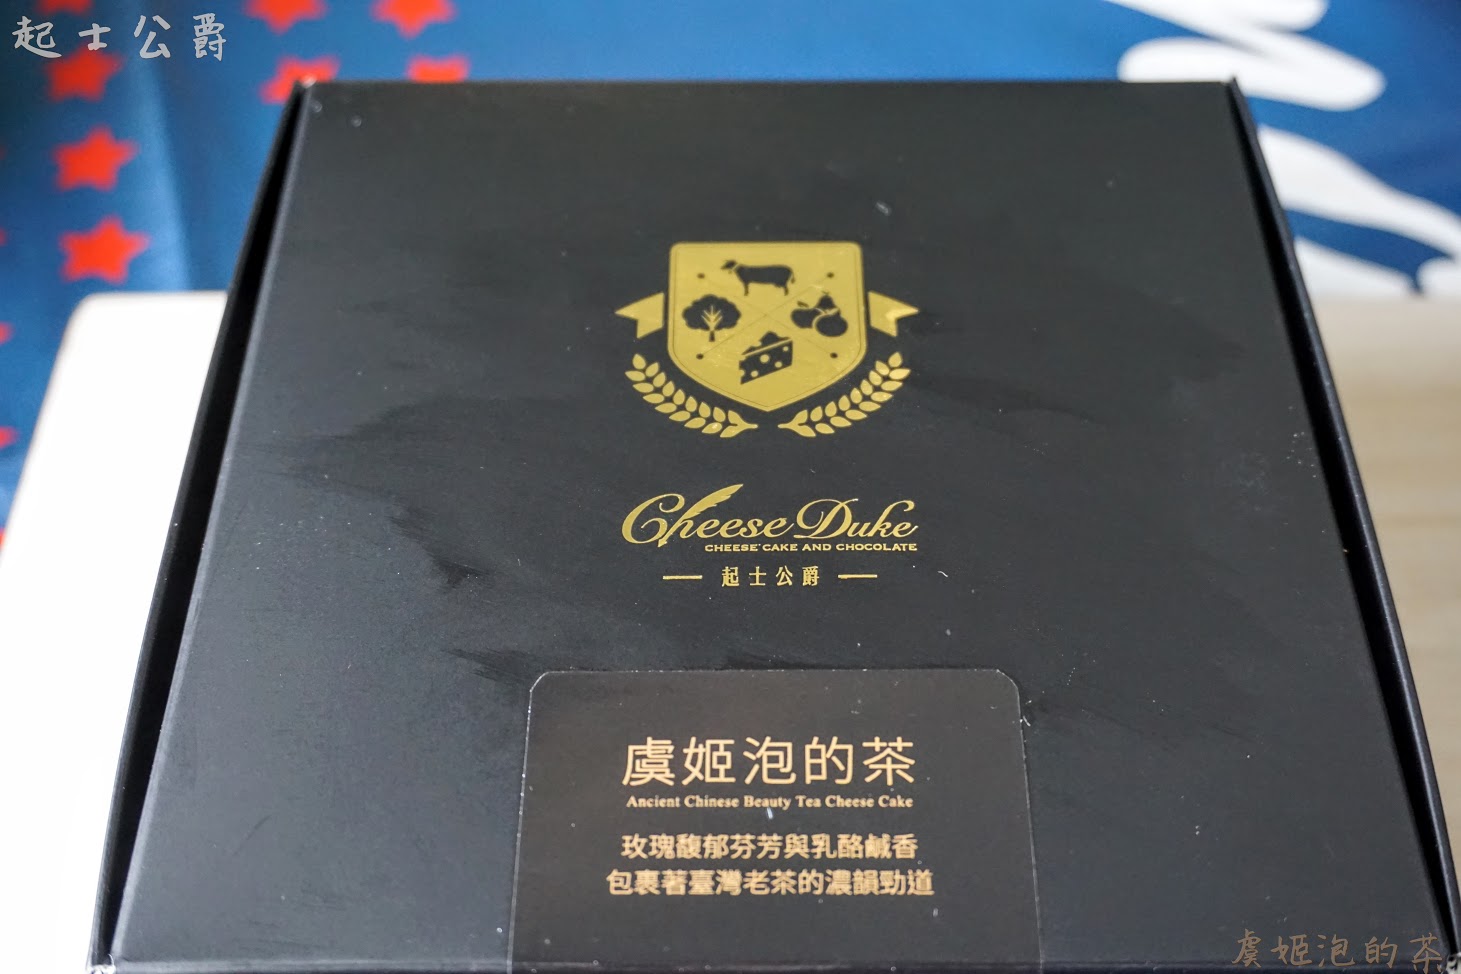 起士公爵
Cheese Duke
CHEESE CAKE AND CHOCOLATE
起士公爵
虞姬泡的茶
Ancient Chinese Beauty Tea Cheese Cake
玫瑰馥郁芬芳與乳酪鹹香
包裹著臺灣老茶的濃韻勁道
虞姬泡的茶